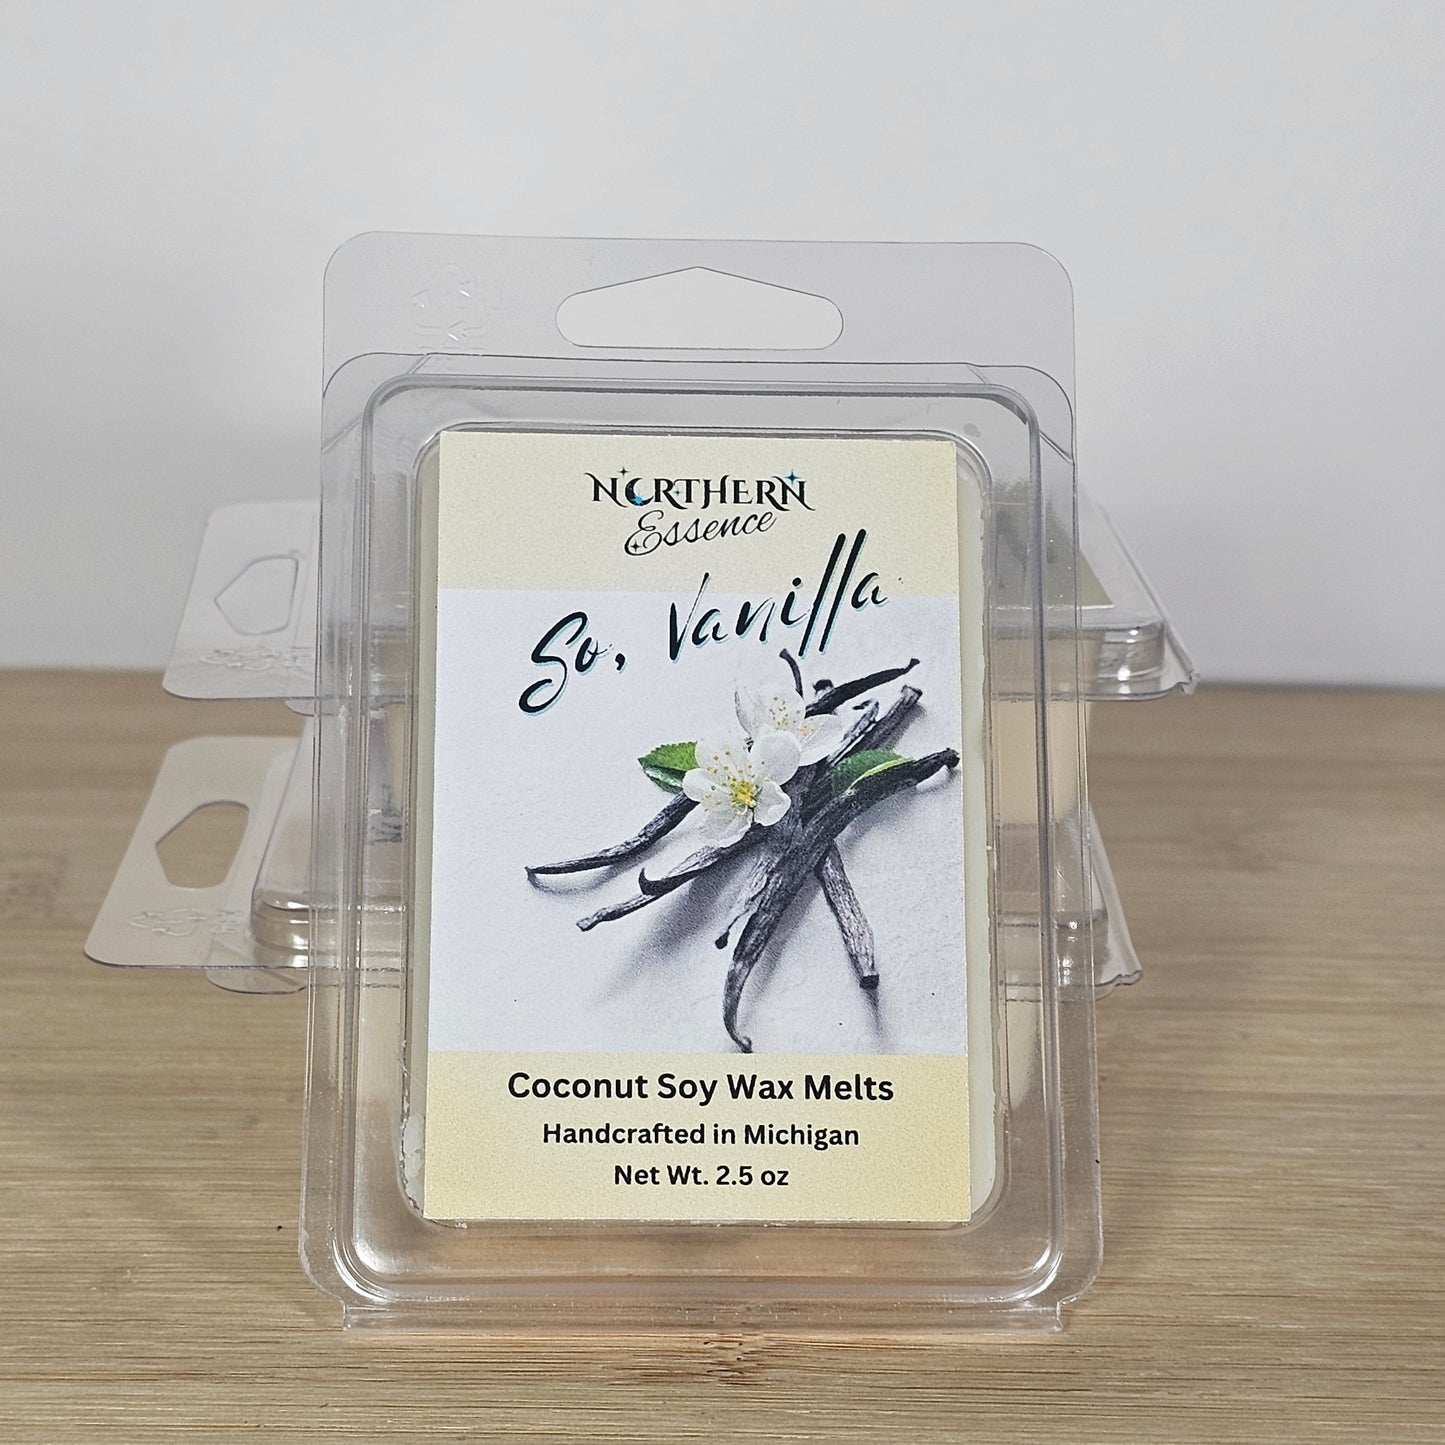 NORTHERN
Essence
So, Vanilla
Coconut Soy Wax Melts
Handcrafted in Michigan
Net Wt. 2.5 oz